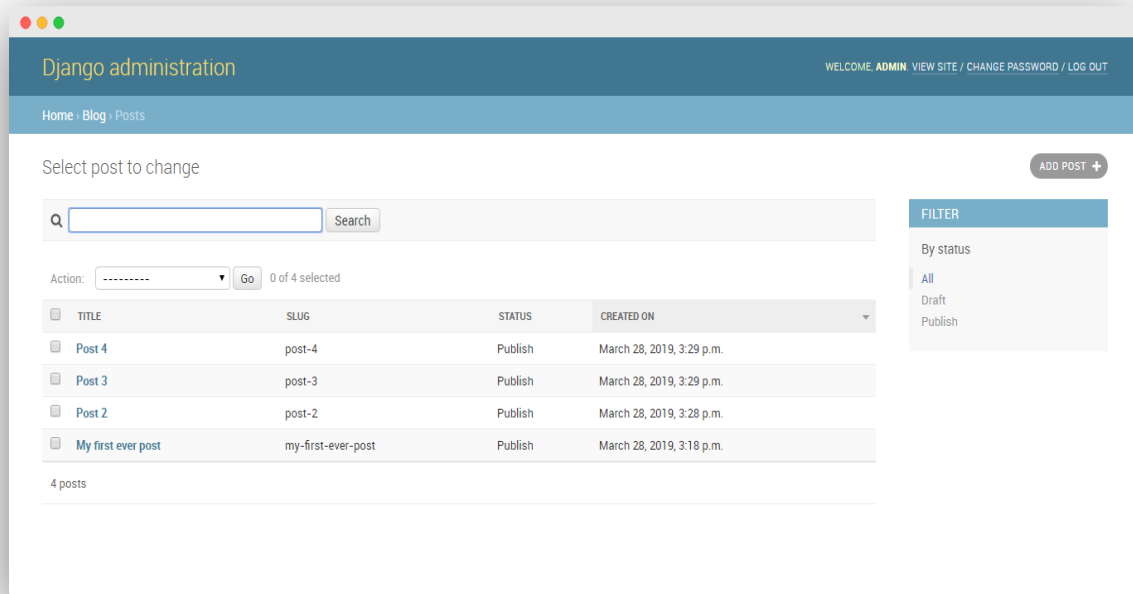 Django administration
WELCOME, ADMIN. VIEW SITE / CHANGE PASSWORD / LOG OUT
Home › Blog › Posts
Select post to change
ADD POST +
Search
Action: --------- Go 0 of 4 selected
TITLE SLUG STATUS CREATED ON
Post 4 post-4 Publish March 28, 2019, 3:29 p.m.
Post 3 post-3 Publish March 28, 2019, 3:29 p.m.
Post 2 post-2 Publish March 28, 2019, 3:28 p.m.
My first ever post my-first-ever-post Publish March 28, 2019, 3:18 p.m.
4 posts
FILTER
By status
All
Draft
Publish